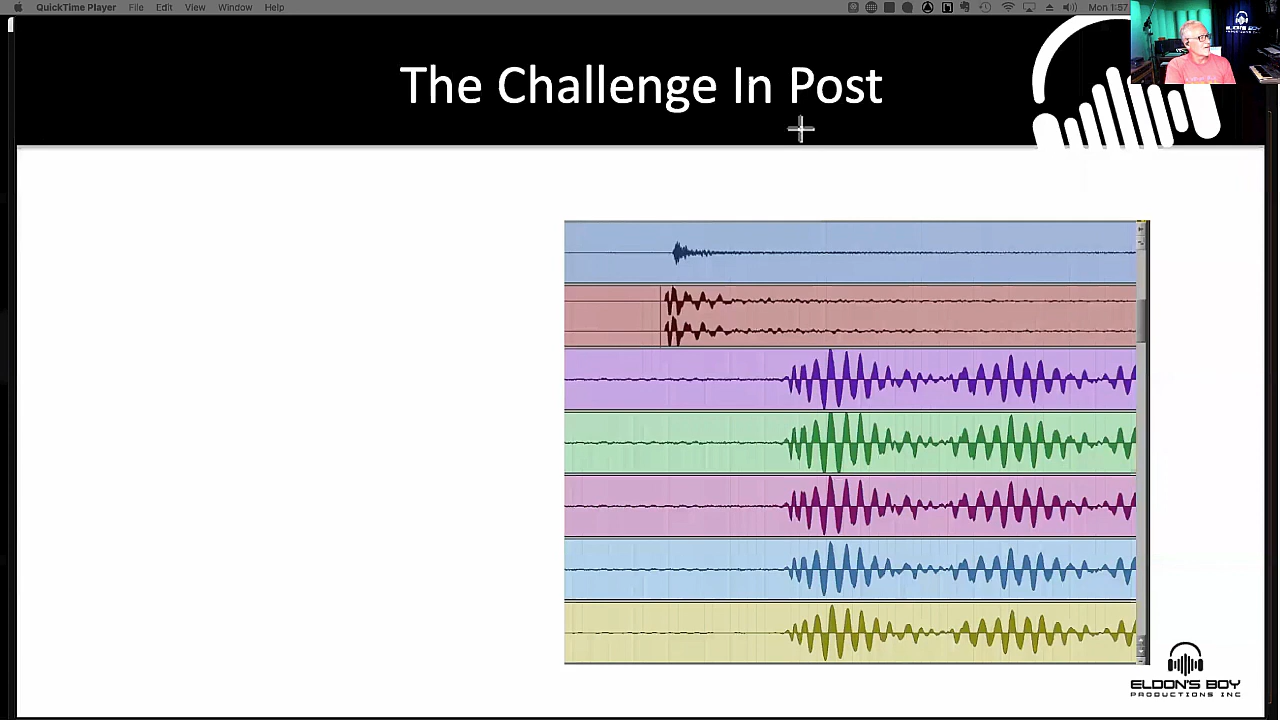 QuickTime Player File Edit View Window Help Mon 1:57
The Challenge In Post
ELDON'S BOY
PRODUCTIONS INC